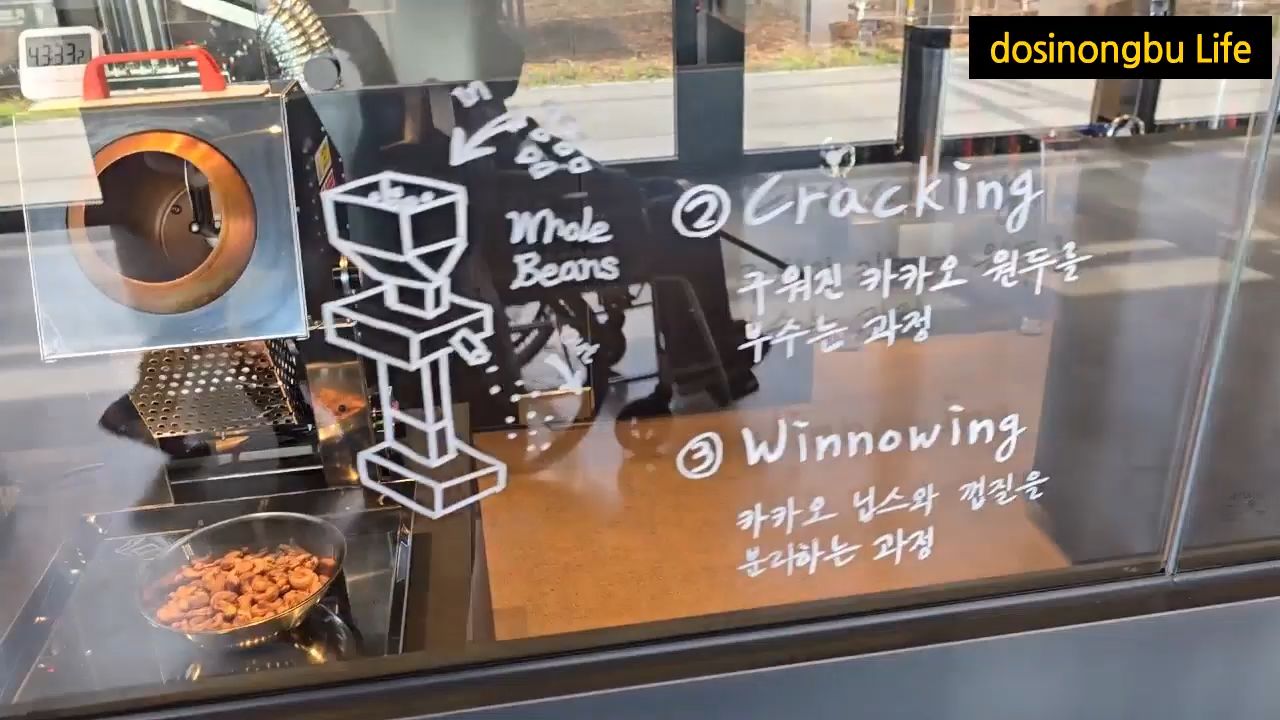 dosinongbu Life
Whole
Beans
② Cracking
구워진 카카오 원두를
부수는 과정
③ Winnowing
카카오 닙스와 껍질을
분리하는 과정